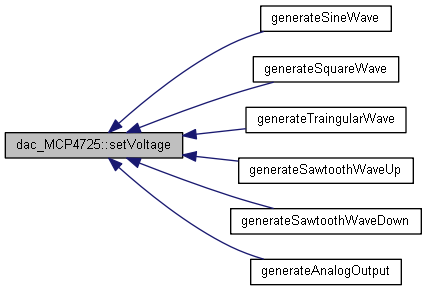 generateSineWave
generateSquareWave
generateTraingularWave
dac_MCP4725::setVoltage
generateSawtoothWaveUp
generateSawtoothWaveDown
generateAnalogOutput